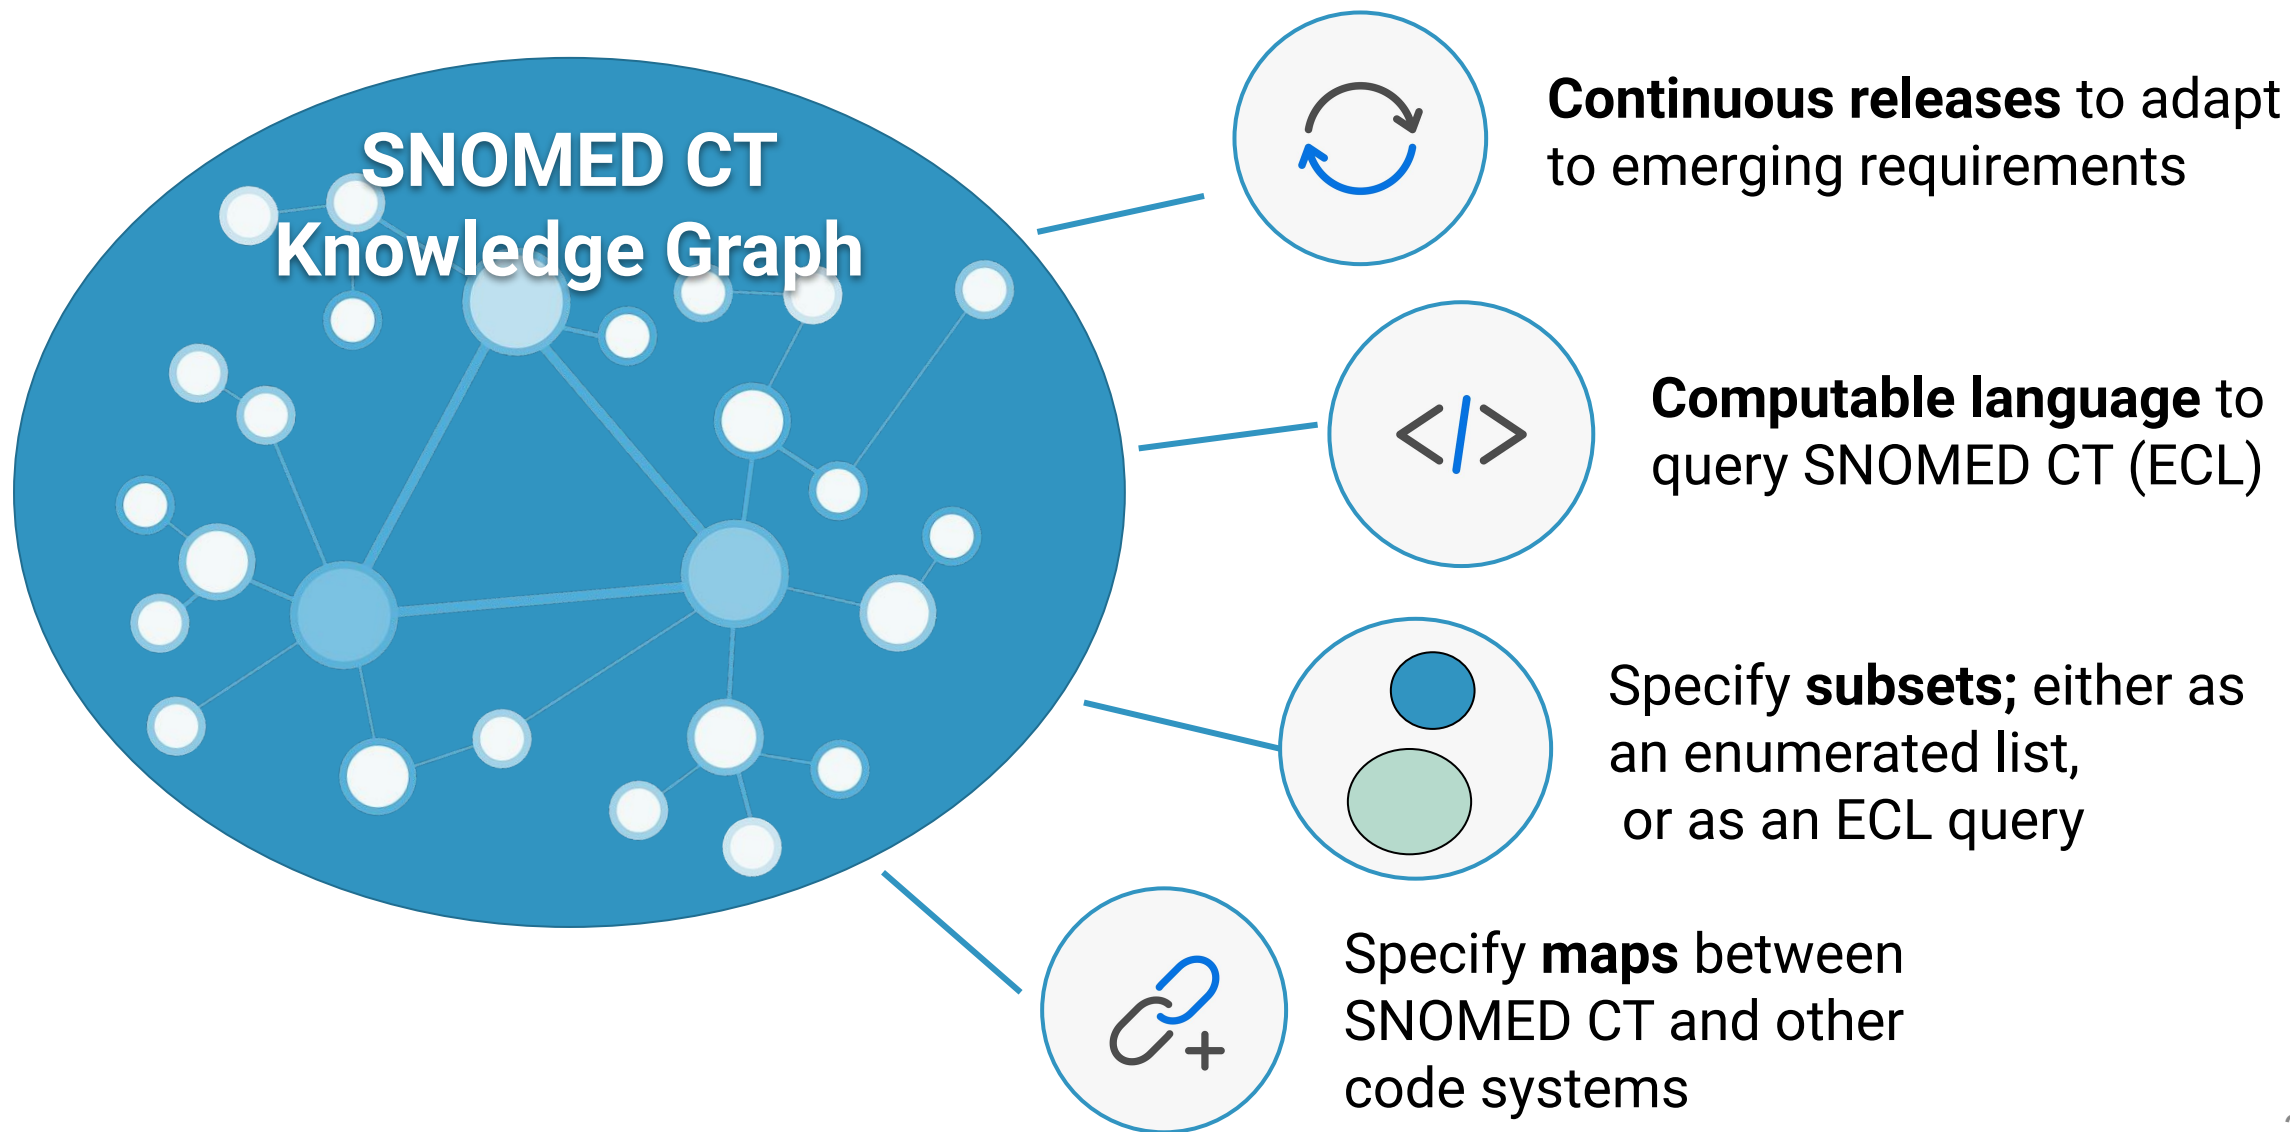 SNOMED CT
Knowledge Graph
Continuous releases to adapt
to emerging requirements
Computable language to
query SNOMED CT (ECL)
Specify subsets; either as
an enumerated list,
or as an ECL query
Specify maps between
SNOMED CT and other
code systems